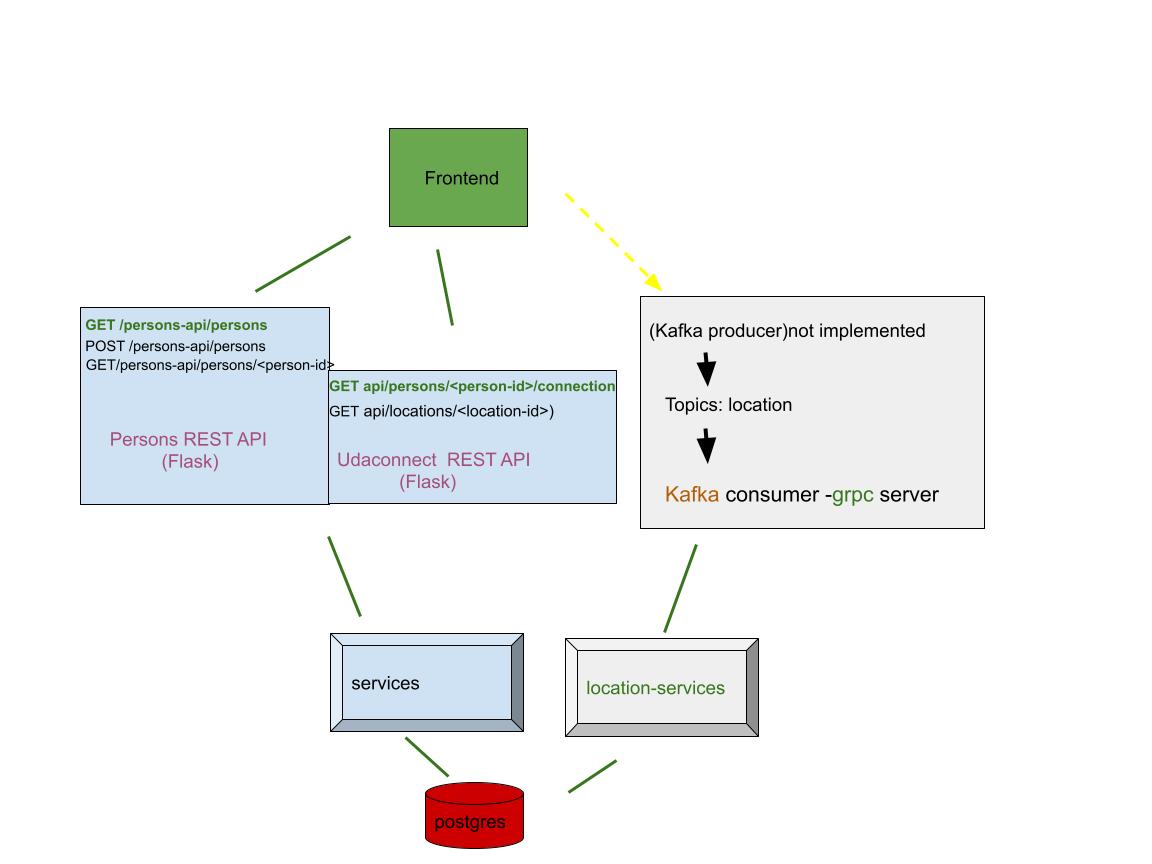 Frontend
GET /persons-api/persons
POST /persons-api/persons
GET/persons-api/persons/<person-id>
Persons REST API
(Flask)
GET api/persons/<person-id>/connection
GET api/locations/<location-id>)
Udaconnect  REST API
(Flask)
(Kafka producer)not implemented
Topics: location
Kafka consumer -grpc server
services
location-services
postgres